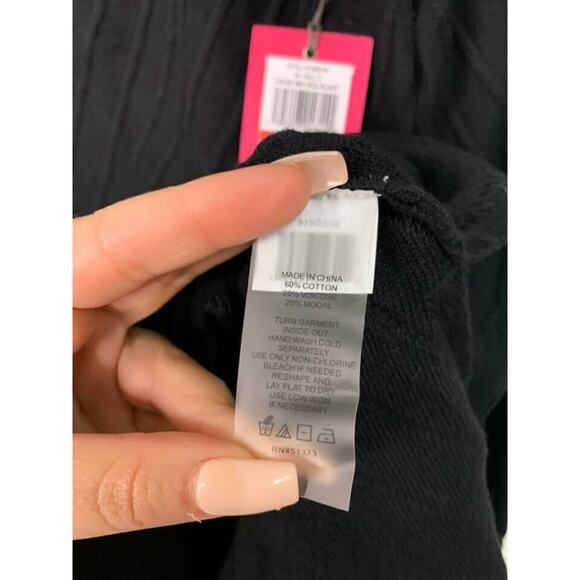 9150216
MADE IN CHINA
60% COTTON
20% VISCOSE
20% MODAL
TURN GARMENT
INSIDE OUT
HAND WASH COLD
SEPARATELY
USE ONLY NON-CHLORINE
BLEACH IF NEEDED
RESHAPE AND
LAY FLAT TO DRY
USE LOW IRON
IF NECESSARY
RN#51323